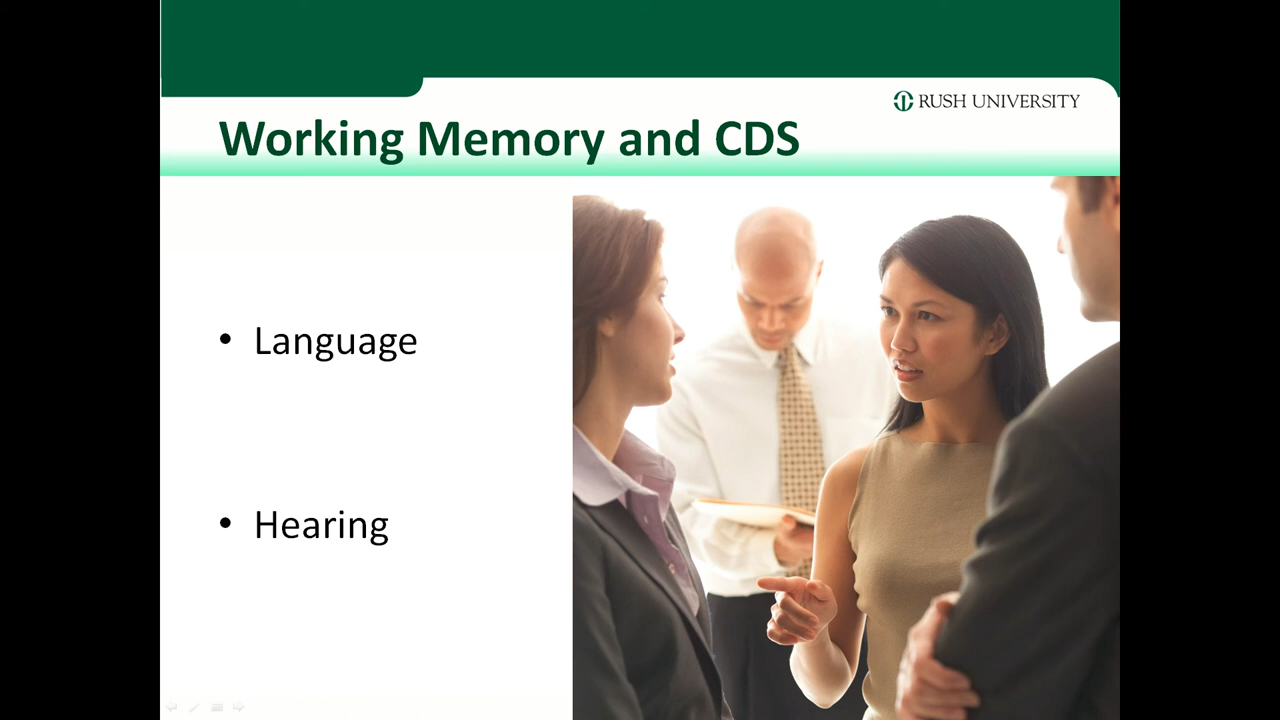 RUSH UNIVERSITY
Working Memory and CDS
• Language
• Hearing